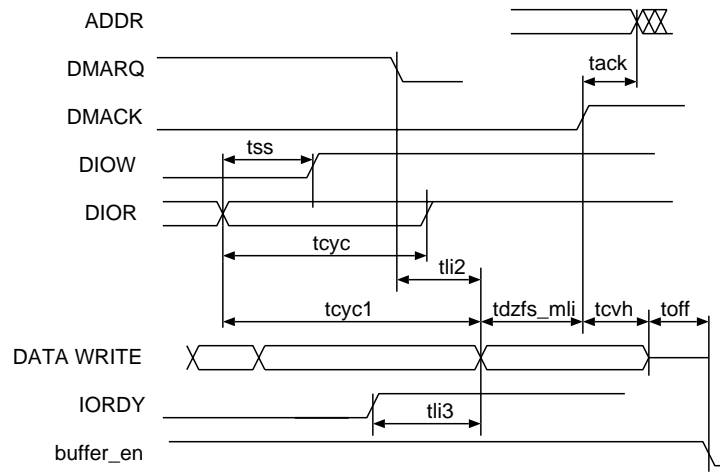 ADDR
DMARQ
tack
DMACK
tss
DIOW
DIOR
tcyc
tli2
tcyc1 tdzfs_mli tcvh toff
DATA WRITE
IORDY
tli3
buffer_en